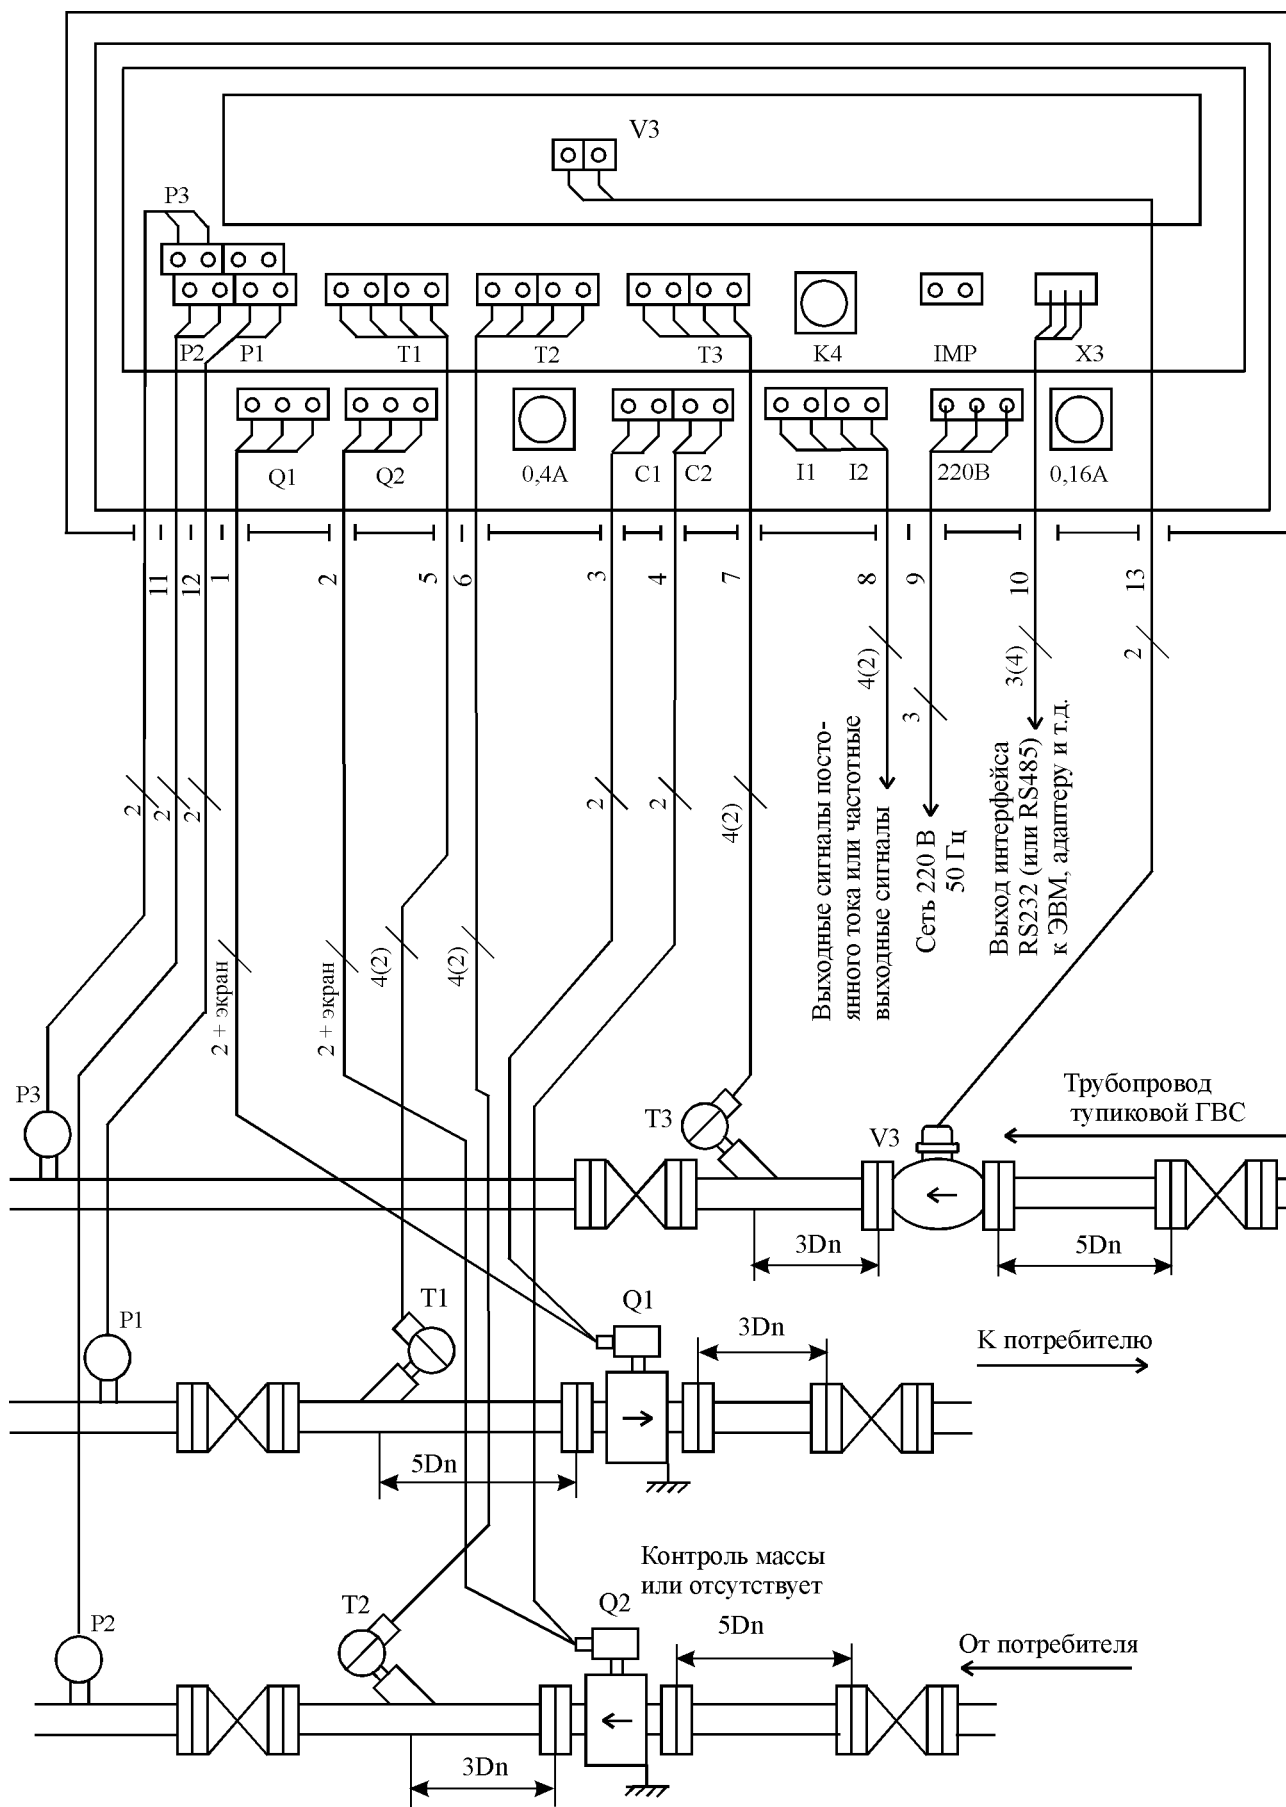 V3
P3
P2
P1
T1
T2
T3
K4
IMP
X3
Q1
Q2
0,4A
C1
C2
I1
I2
220В
0,16A
11
12
1
2
5
6
3
4
7
8
9
10
13
2
2
2
2 + экран
2 + экран
4(2)
4(2)
2
2
4(2)
4(2)
3
3(4)
2
Выходные сигналы посто-
янного тока или частотные
выходные сигналы
Сеть 220 В
50 Гц
Выход интерфейса
RS232 (или RS485)
к ЭВМ, адаптеру и т.д.
P3
T3
V3
Трубопровод
тупиковой ГВС
3Dn
5Dn
P1
T1
Q1
3Dn
К потребителю
5Dn
Контроль массы
или отсутствует
P2
T2
Q2
5Dn
От потребителя
3Dn